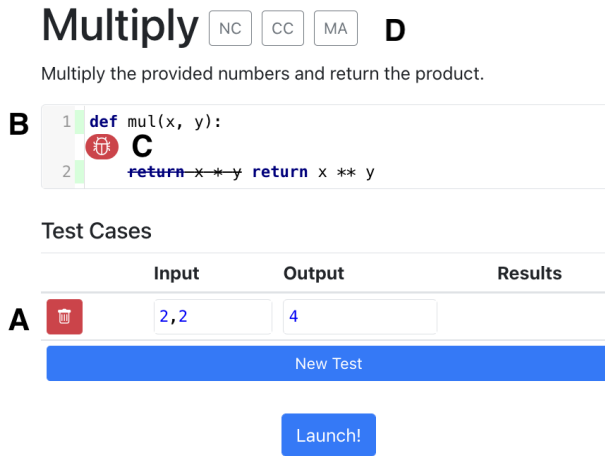 Multiply NC CC MA D
Multiply the provided numbers and return the product.
B 1 def mul(x, y):
C
2 return x * y return x ** y
Test Cases
Input Output Results
A 2,2 4
New Test
Launch!